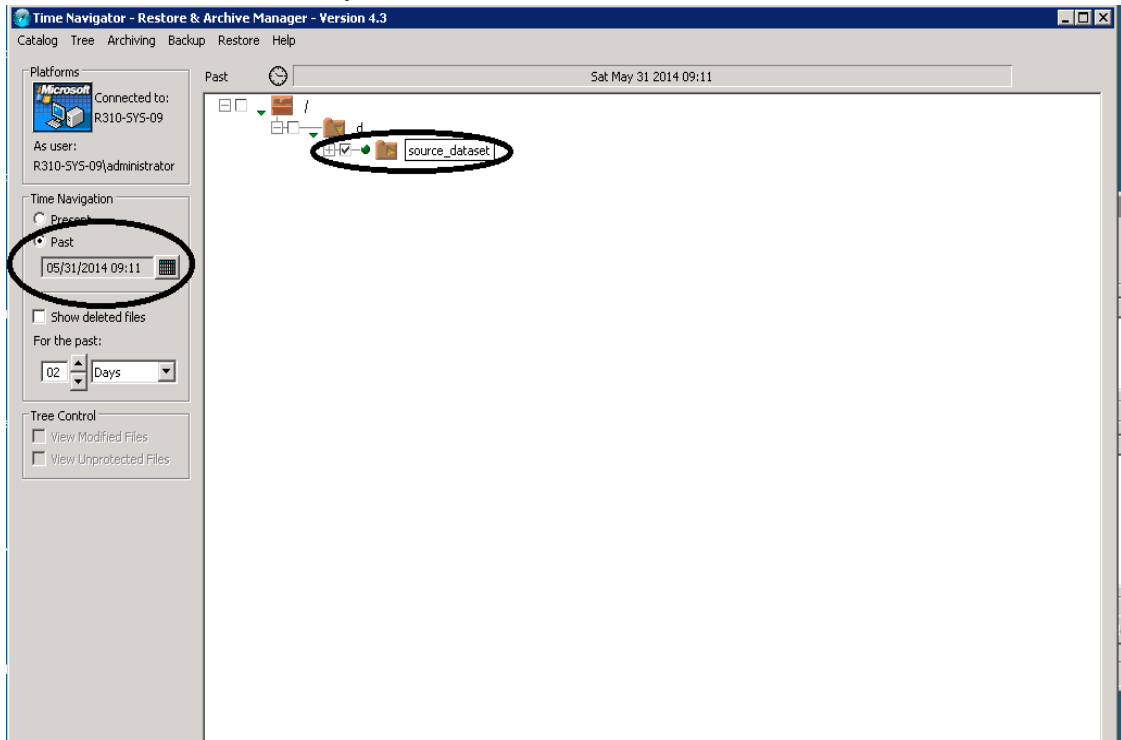 Time Navigator - Restore & Archive Manager - Version 4.3
Catalog Tree Archiving Backup Restore Help
Platforms
Microsoft
Connected to:
R310-SYS-09
As user:
R310-SYS-09\administrator
Past
Sat May 31 2014 09:11
/
d
source_dataset
Time Navigation
Present
Past
05/31/2014 09:11
Show deleted files
For the past:
02 Days
Tree Control
View Modified Files
View Unprotected Files